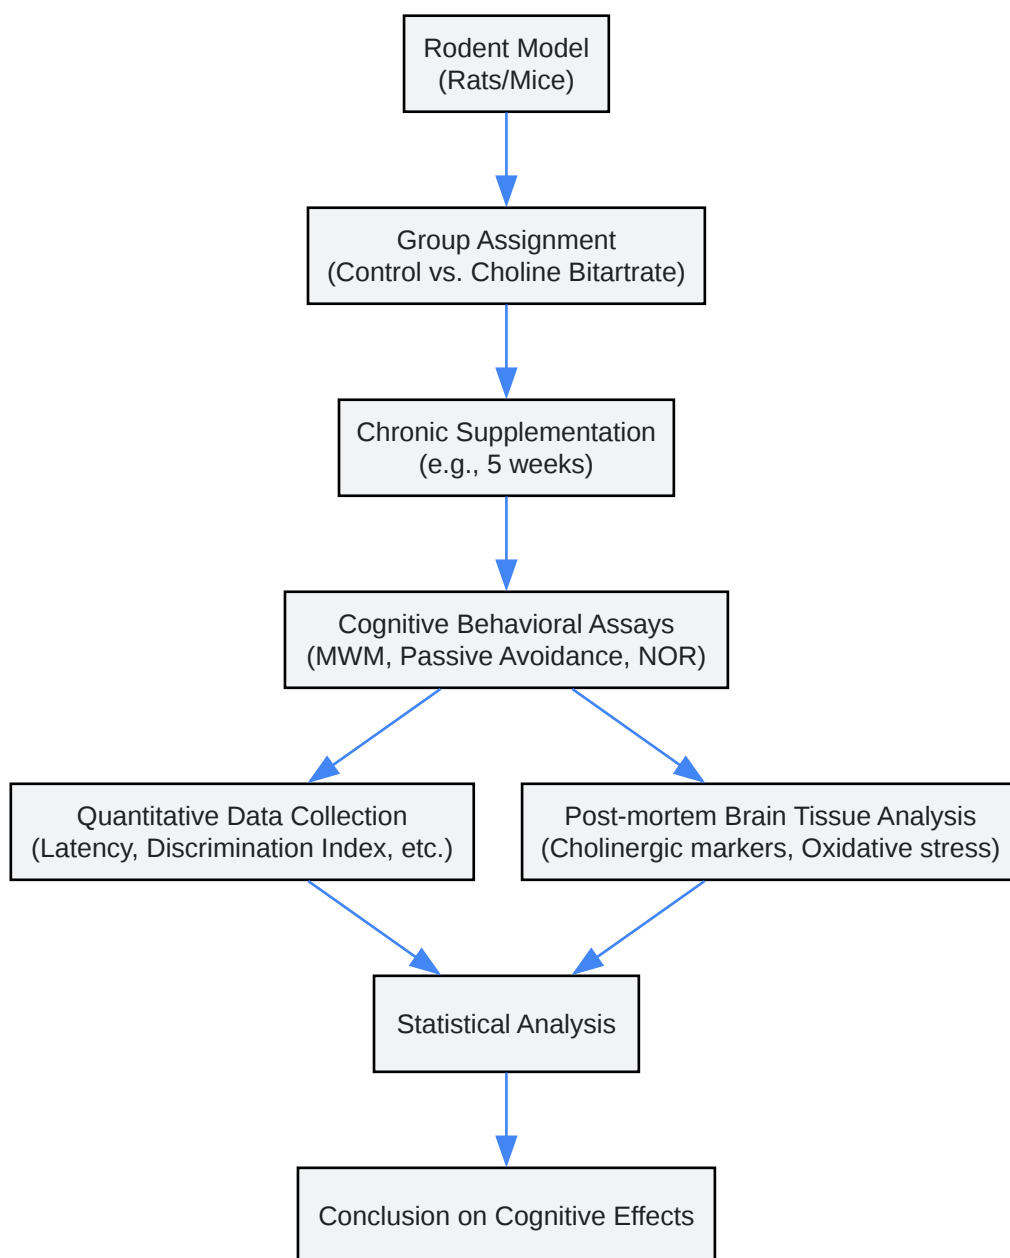 Rodent Model
(Rats/Mice)
Group Assignment
(Control vs. Choline Bitartrate)
Chronic Supplementation
(e.g., 5 weeks)
Cognitive Behavioral Assays
(MWM, Passive Avoidance, NOR)
Quantitative Data Collection
(Latency, Discrimination Index, etc.)
Post-mortem Brain Tissue Analysis
(Cholinergic markers, Oxidative stress)
Statistical Analysis
Conclusion on Cognitive Effects